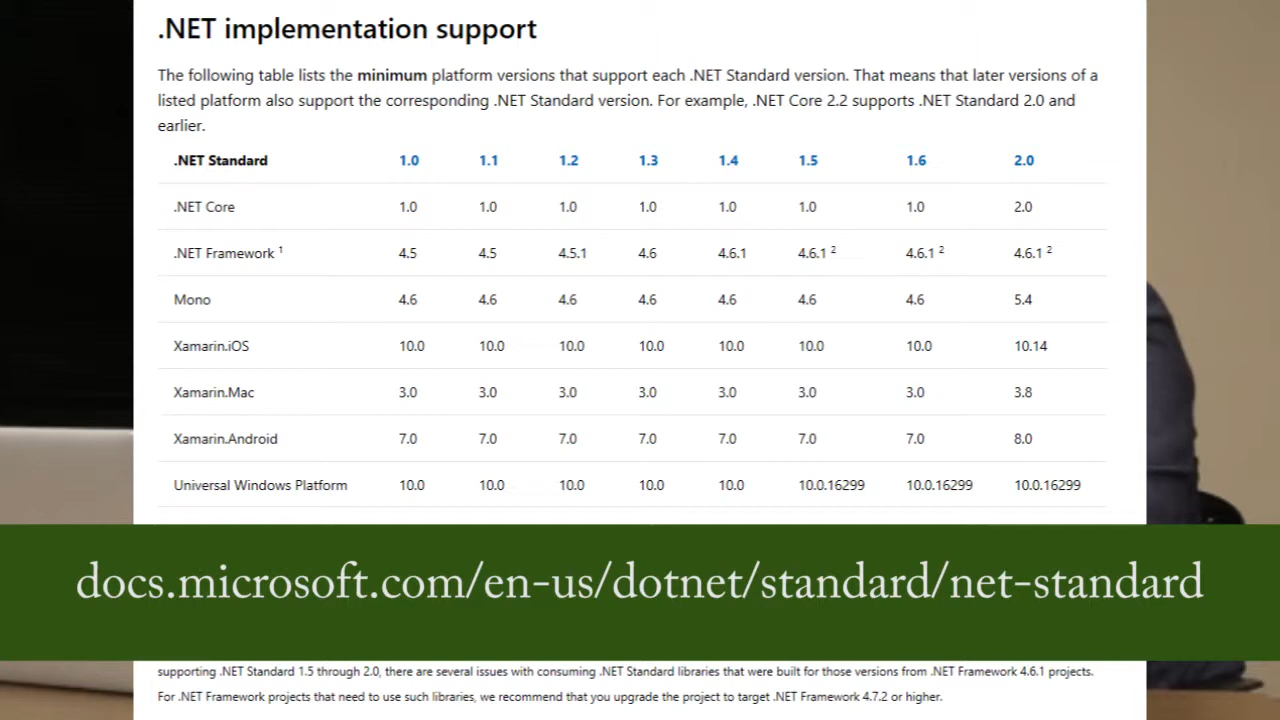 .NET implementation support
The following table lists the minimum platform versions that support each .NET Standard version. That means that later versions of a
listed platform also support the corresponding .NET Standard version. For example, .NET Core 2.2 supports .NET Standard 2.0 and
earlier.
.NET Standard 1.0 1.1 1.2 1.3 1.4 1.5 1.6 2.0
.NET Core 1.0 1.0 1.0 1.0 1.0 1.0 1.0 2.0
.NET Framework ¹ 4.5 4.5 4.5.1 4.6 4.6.1 4.6.1 ² 4.6.1 ² 4.6.1 ²
Mono 4.6 4.6 4.6 4.6 4.6 4.6 4.6 5.4
Xamarin.iOS 10.0 10.0 10.0 10.0 10.0 10.0 10.0 10.14
Xamarin.Mac 3.0 3.0 3.0 3.0 3.0 3.0 3.0 3.8
Xamarin.Android 7.0 7.0 7.0 7.0 7.0 7.0 7.0 8.0
Universal Windows Platform 10.0 10.0 10.0 10.0 10.0 10.0.16299 10.0.16299 10.0.16299
docs.microsoft.com/en-us/dotnet/standard/net-standard
supporting .NET Standard 1.5 through 2.0, there are several issues with consuming .NET Standard libraries that were built for those versions from .NET Framework 4.6.1 projects.
For .NET Framework projects that need to use such libraries, we recommend that you upgrade the project to target .NET Framework 4.7.2 or higher.